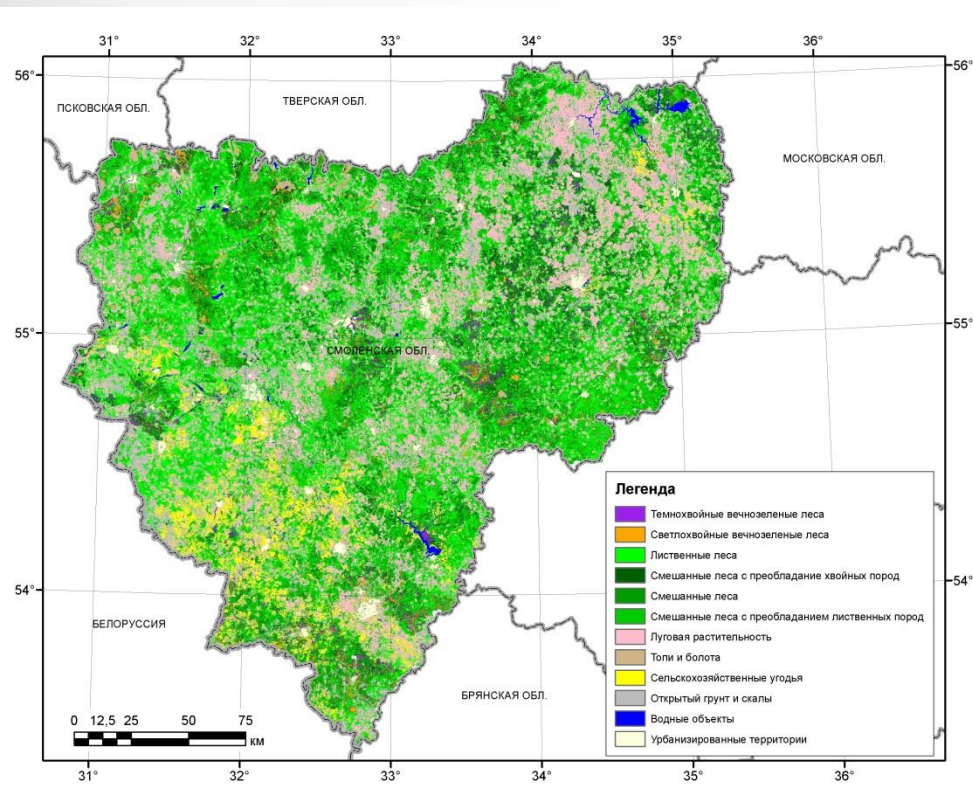 31° 32° 33° 34° 35° 36°
56° 56°
ПСКОВСКАЯ ОБЛ.
ТВЕРСКАЯ ОБЛ.
МОСКОВСКАЯ ОБЛ.
55° 55°
СМОЛЕНСКАЯ ОБЛ.
54° 54°
БЕЛОРУССИЯ
БРЯНСКАЯ ОБЛ.
Легенда
Темнохвойные вечнозеленые леса
Светлохвойные вечнозеленые леса
Лиственные леса
Смешанные леса с преобладание хвойных пород
Смешанные леса
Смешанные леса с преобладанием лиственных пород
Луговая растительность
Топи и болота
Сельскохозяйственные угодья
Открытый грунт и скалы
Водные объекты
Урбанизированные территории
0 12,5 25 50 75
км
31° 32° 33° 34° 35° 36°